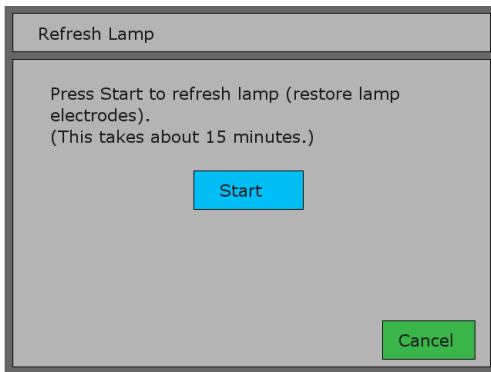 Refresh Lamp
Press Start to refresh lamp (restore lamp
electrodes).
(This takes about 15 minutes.)
Start
Cancel